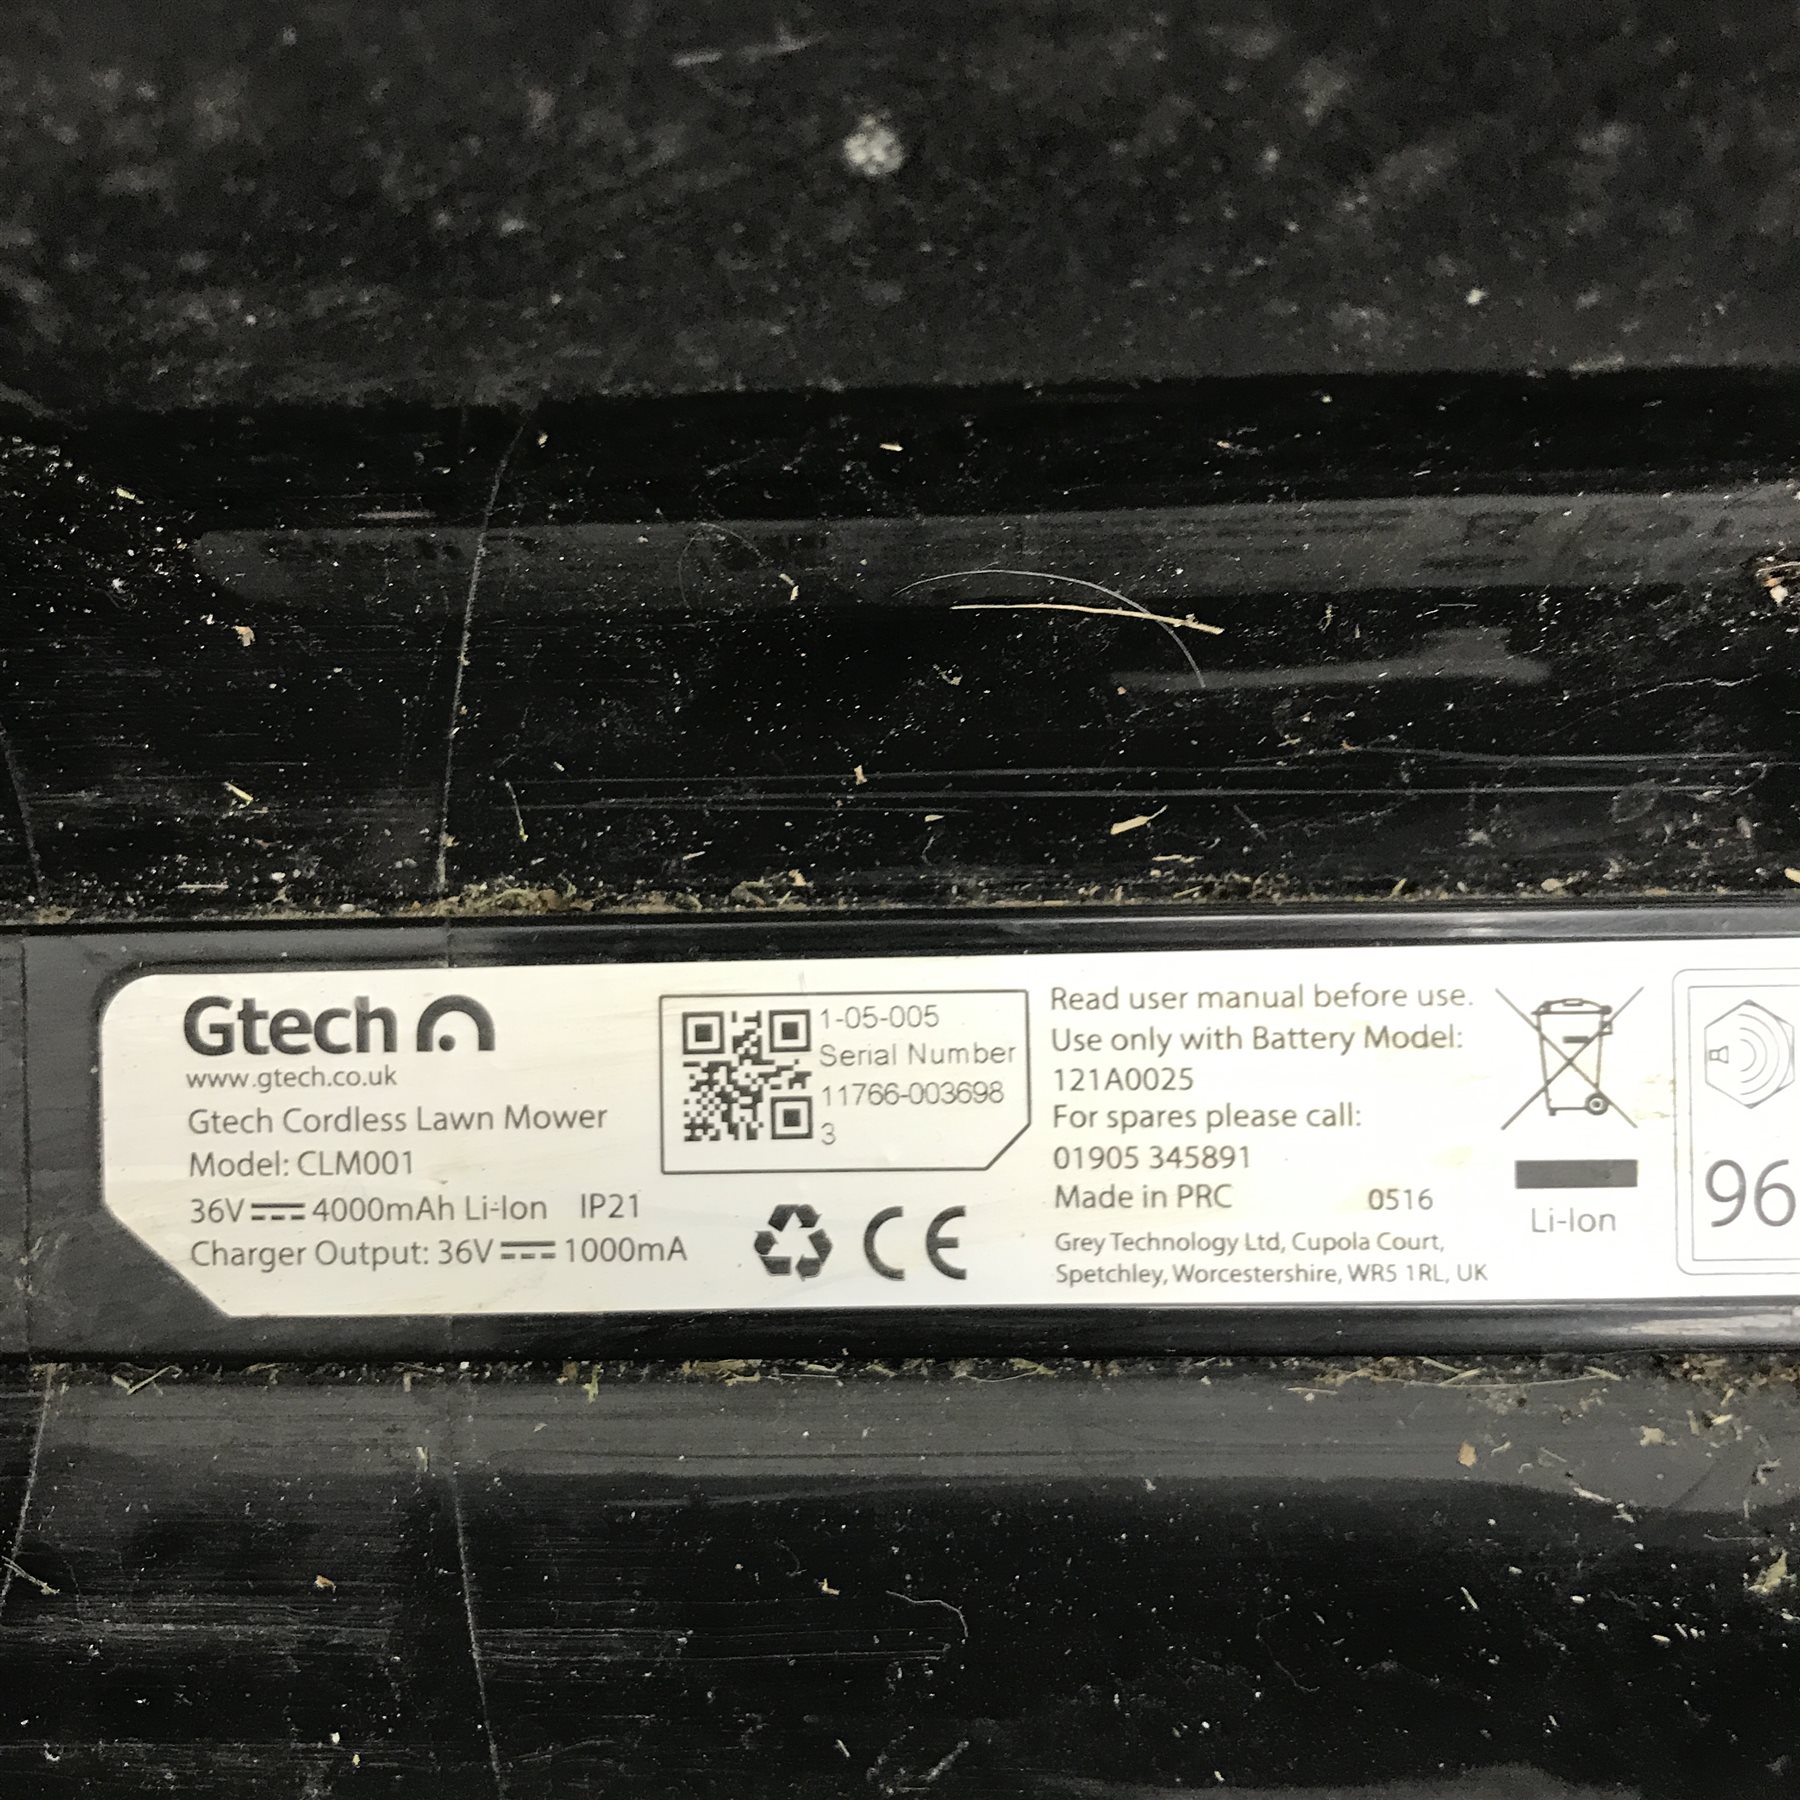 Gtech
www.gtech.co.uk
Gtech Cordless Lawn Mower
Model: CLM001
36V 4000mAh Li-Ion IP21
Charger Output: 36V 1000mA
1-05-005
Serial Number
11766-003698
3
CE
Read user manual before use.
Use only with Battery Model:
121A0025
For spares please call:
01905 345891
Made in PRC 0516
Grey Technology Ltd, Cupola Court,
Spetchley, Worcestershire, WR5 1RL, UK
Li-Ion
96